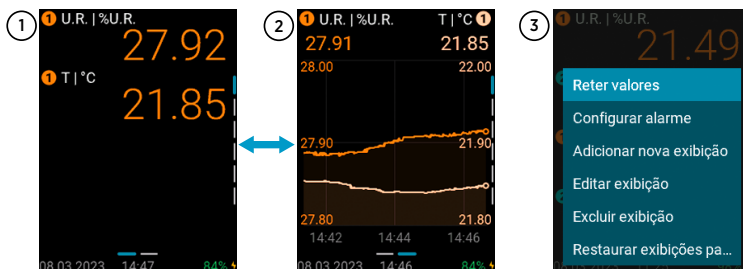 1
1 U.R. | %U.R.
27.92
1 T | °C
21.85
08.03.2023 14:47 84%
2
1 U.R. | %U.R. T | °C 1
27.91 21.85
28.00 22.00
27.90 21.90
27.80 21.80
14:42 14:44 14:46
08.03.2023 14:46 84%
3
1 U.R. | %U.R.
21.49
Reter valores
Configurar alarme
Adicionar nova exibição
Editar exibição
Excluir exibição
Restaurar exibições pa...